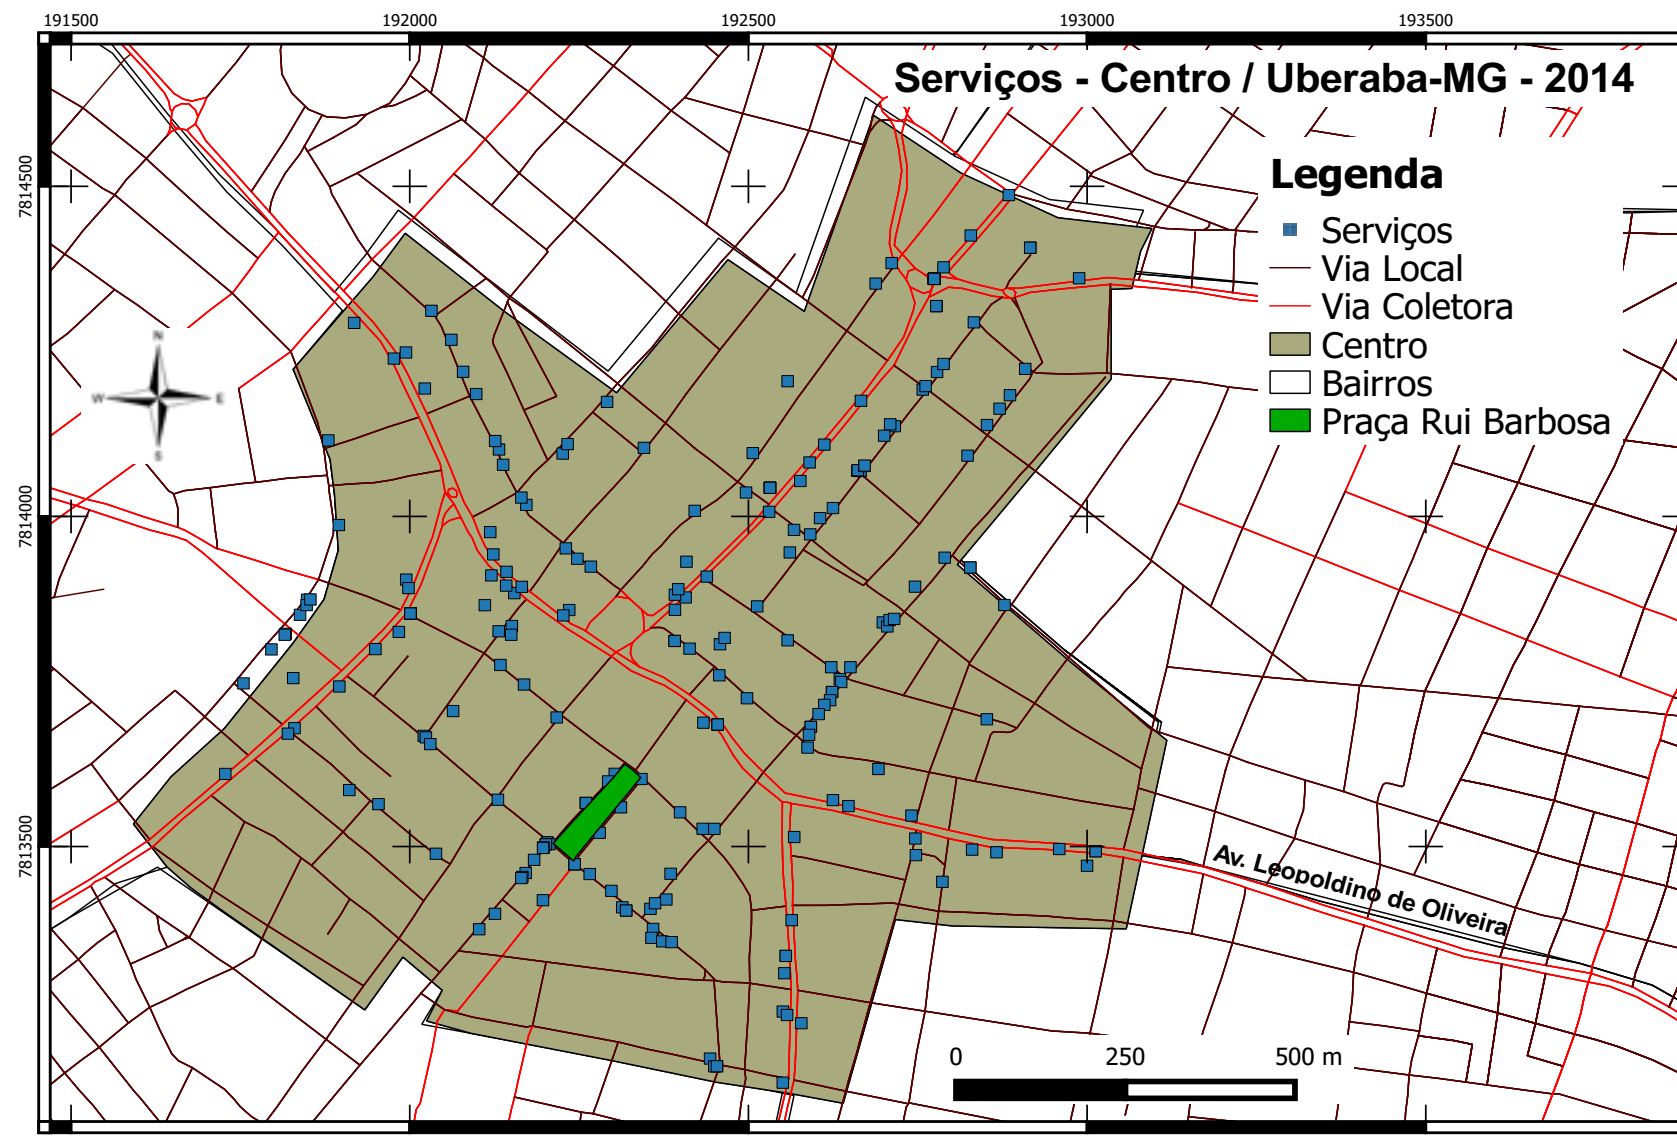 191500 192000 192500 193000 193500
Serviços - Centro / Uberaba-MG - 2014
7814500
7814000
7813500
N
W E
S
Legenda
Serviços
Via Local
Via Coletora
Centro
Bairros
Praça Rui Barbosa
Av. Leopoldino de Oliveira
0 250 500 m